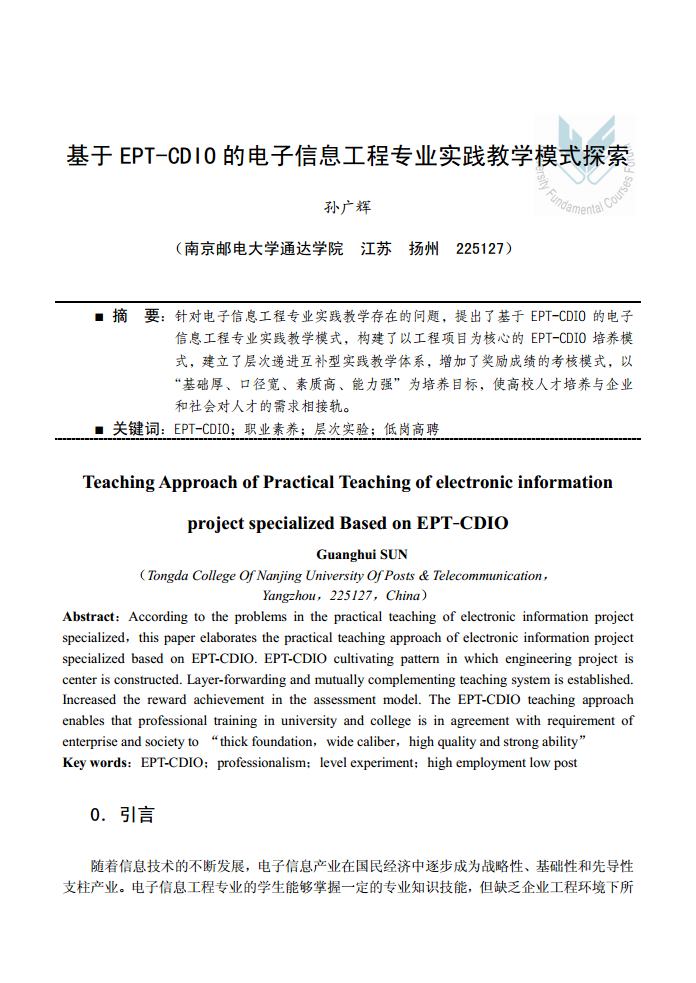 基于 EPT-CDIO 的电子信息工程专业实践教学模式探索
ersity Fundamental Courses Forum
孙广辉
（南京邮电大学通达学院 江苏 扬州 225127）
■ 摘 要：针对电子信息工程专业实践教学存在的问题，提出了基于 EPT-CDIO 的电子
信息工程专业实践教学模式，构建了以工程项目为核心的 EPT-CDIO 培养模
式，建立了层次递进互补型实践教学体系，增加了奖励成绩的考核模式，以
“基础厚、口径宽、素质高、能力强”为培养目标，使高校人才培养与企业
和社会对人才的需求相接轨。
■ 关键词：EPT-CDIO；职业素养；层次实验；低岗高聘
Teaching Approach of Practical Teaching of electronic information
project specialized Based on EPT-CDIO
Guanghui SUN
（Tongda College Of Nanjing University Of Posts & Telecommunication，
Yangzhou，225127，China）
Abstract：According to the problems in the practical teaching of electronic information project
specialized，this paper elaborates the practical teaching approach of electronic information project
specialized based on EPT-CDIO. EPT-CDIO cultivating pattern in which engineering project is
center is constructed. Layer-forwarding and mutually complementing teaching system is established.
Increased the reward achievement in the assessment model. The EPT-CDIO teaching approach
enables that professional training in university and college is in agreement with requirement of
enterprise and society to “thick foundation，wide caliber，high quality and strong ability”
Key words：EPT-CDIO；professionalism；level experiment；high employment low post
0. 引言
随着信息技术的不断发展，电子信息产业在国民经济中逐步成为战略性、基础性和先导性
支柱产业。电子信息工程专业的学生能够掌握一定的专业知识技能，但缺乏企业工程环境下所